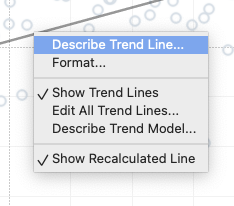 Describe Trend Line...
Format...
✓ Show Trend Lines
Edit All Trend Lines...
Describe Trend Model...
✓ Show Recalculated Line